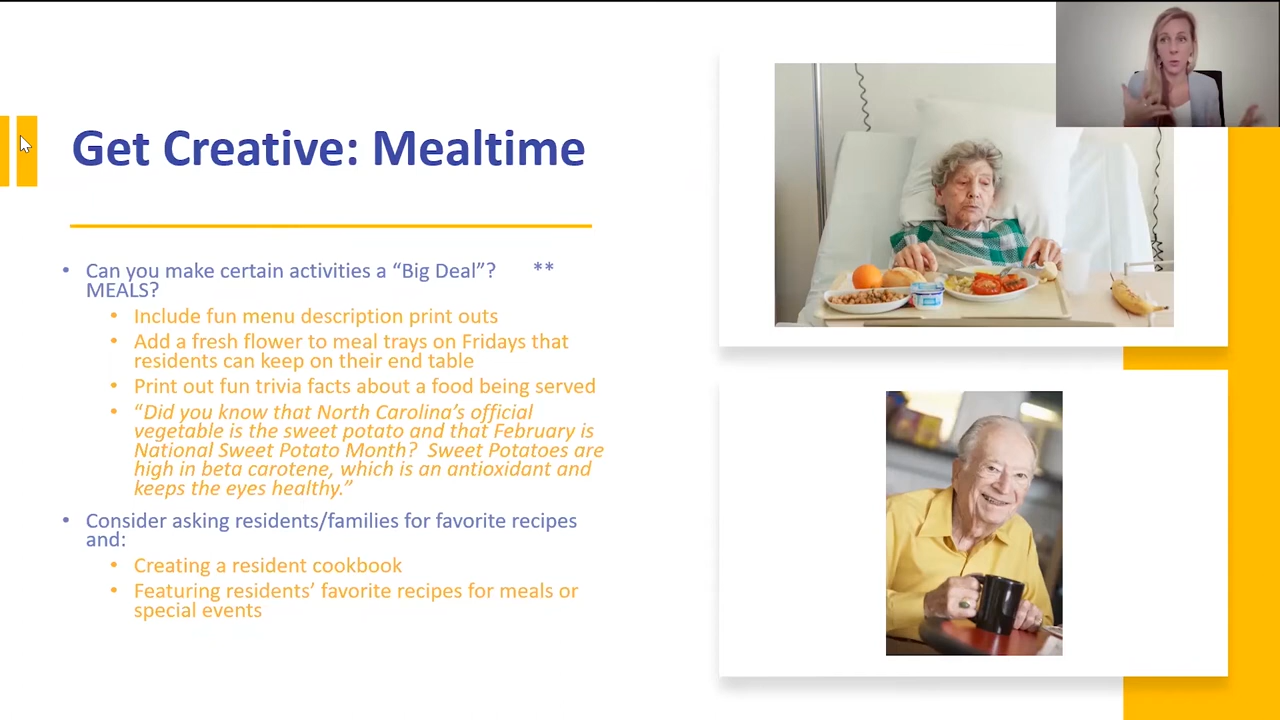 Get Creative: Mealtime
• Can you make certain activities a “Big Deal”? **
MEALS?
• Include fun menu description print outs
• Add a fresh flower to meal trays on Fridays that
residents can keep on their end table
• Print out fun trivia facts about a food being served
• “Did you know that North Carolina’s official
vegetable is the sweet potato and that February is
National Sweet Potato Month? Sweet Potatoes are
high in beta carotene, which is an antioxidant and
keeps the eyes healthy.”
• Consider asking residents/families for favorite recipes
and:
• Creating a resident cookbook
• Featuring residents’ favorite recipes for meals or
special events